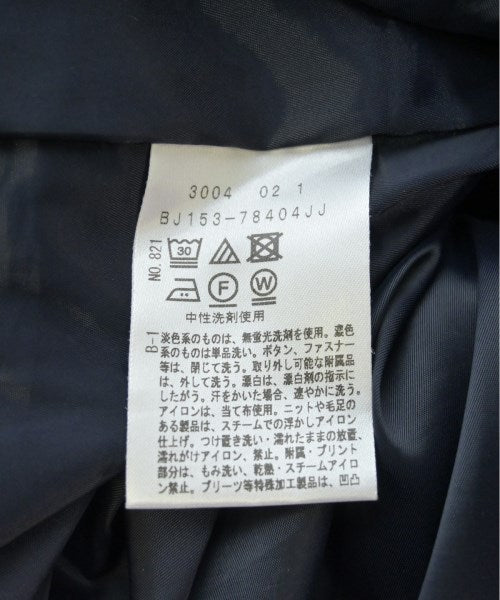 3004 02 1
BJ153-78404JJ
NO.821
30
F W
中性洗剤使用
B-1
淡色系のものは、無蛍光洗剤を使用。濃色
系のものは単品洗い。ボタン、ファスナー
等は、閉じて洗う。取り外し可能な附属品
は、外して洗う。漂白は、漂白剤の指示に
したがう。汗をかいた場合、速やかに洗う。
アイロンは、当て布使用。ニットや毛足の
ある製品は、スチームでの浮かしアイロン
仕上げ。つけ置き洗い・濡れたままの放置、
濡れがけアイロン、禁止。附属・プリント
部分は、もみ洗い、乾熱・スチームアイロ
ン禁止。プリーツ等特殊加工製品は、凹凸